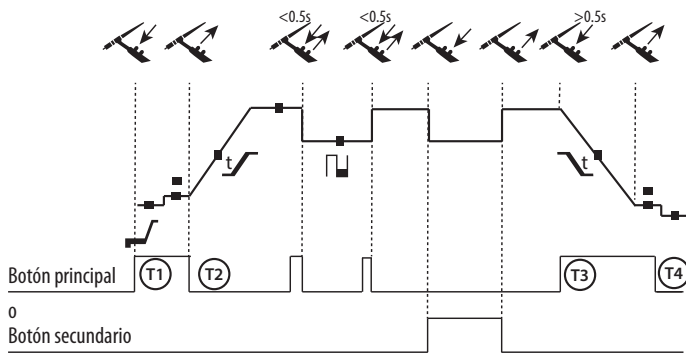 <0.5s <0.5s >0.5s
t
t
Botón principal T1 T2 T3 T4
o
Botón secundario